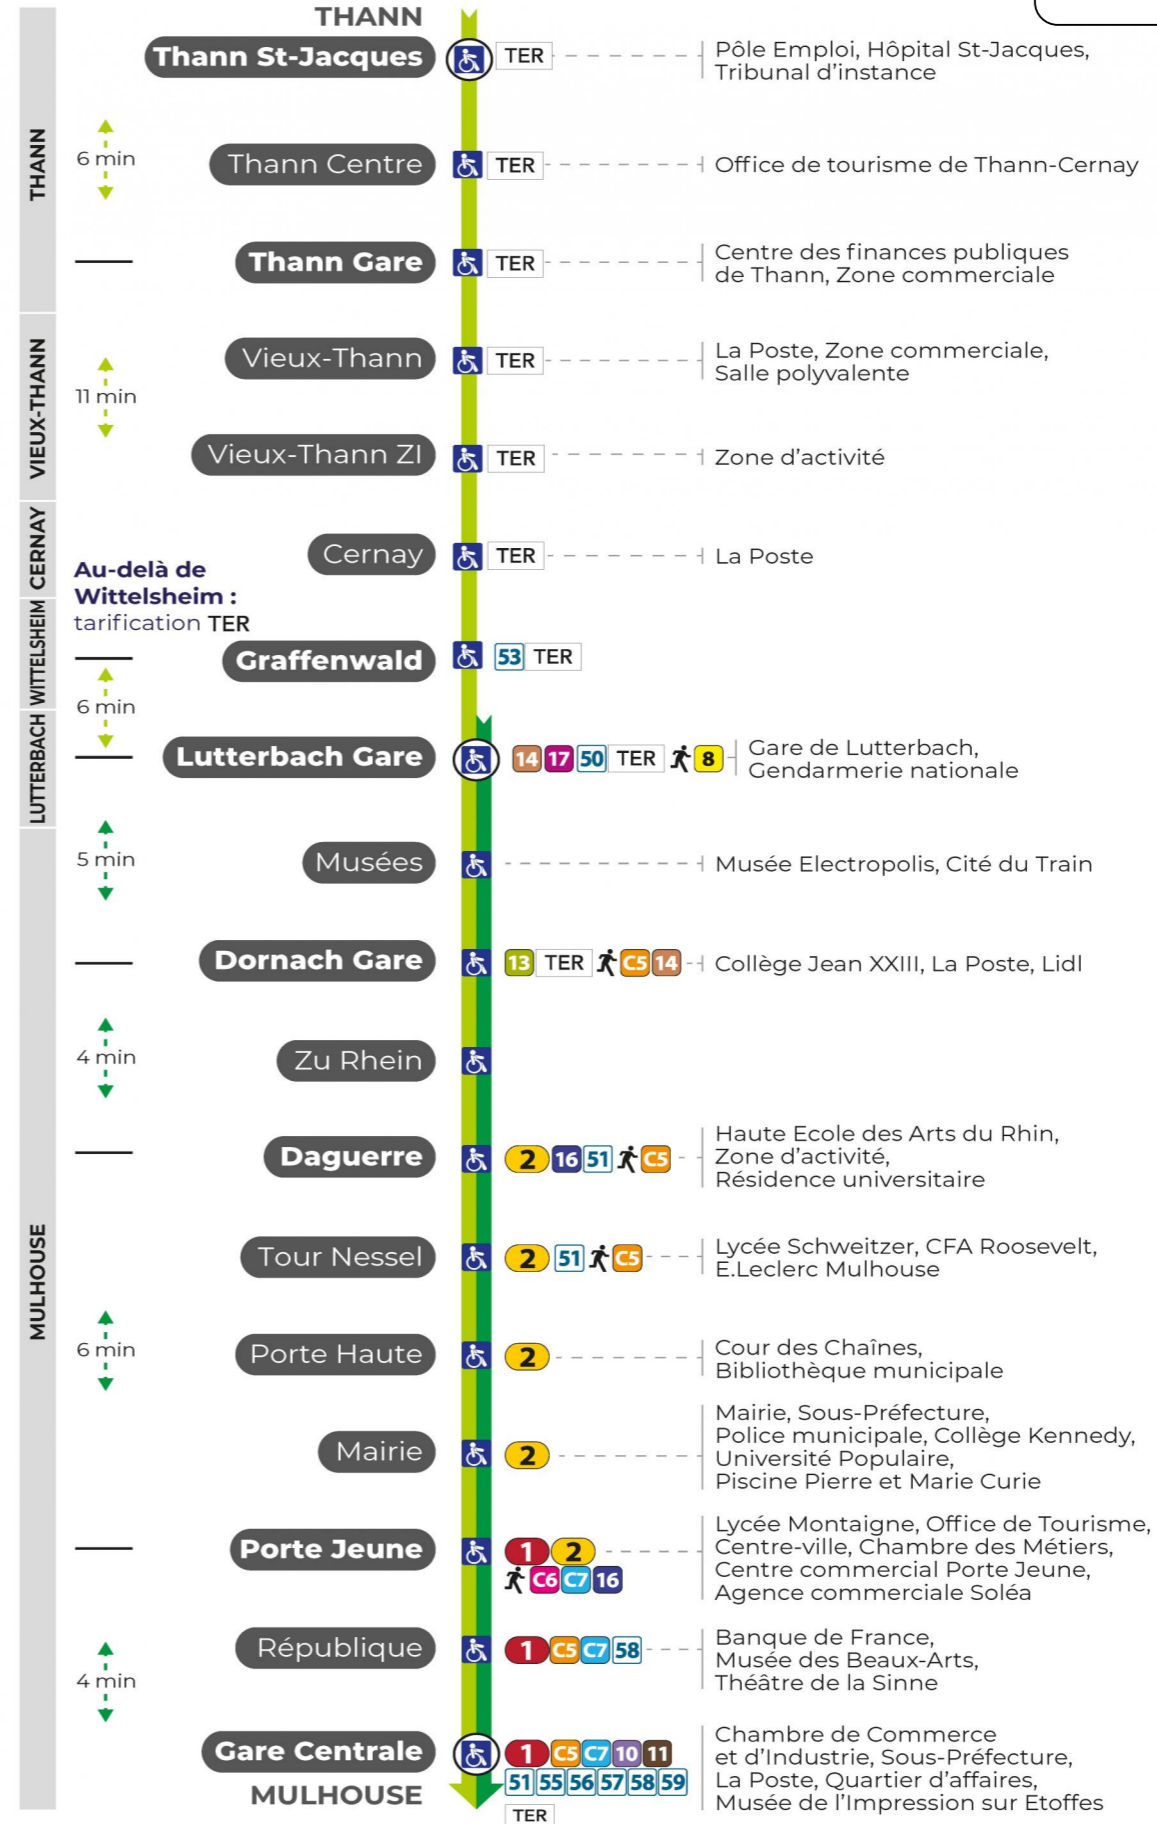 THANN
Thann St-Jacques
TER
Pôle Emploi, Hôpital St-Jacques,
Tribunal d'instance
THANN
6 min
Thann Centre
TER
Office de tourisme de Thann-Cernay
Thann Gare
TER
Centre des finances publiques
de Thann, Zone commerciale
VIEUX-THANN
Vieux-Thann
TER
La Poste, Zone commerciale,
Salle polyvalente
11 min
Vieux-Thann ZI
TER
Zone d'activité
CERNAY
Cernay
TER
La Poste
Au-delà de
Wittelsheim :
tarification TER
WITTELSHEIM
Graffenwald
53 TER
6 min
LUTTERBACH
Lutterbach Gare
14 17 50 TER 8
Gare de Lutterbach,
Gendarmerie nationale
5 min
Musées
Musée Electropolis, Cité du Train
Dornach Gare
13 TER C5 14
Collège Jean XXIII, La Poste, Lidl
4 min
Zu Rhein
Daguerre
2 16 51 C5
Haute Ecole des Arts du Rhin,
Zone d'activité,
Résidence universitaire
MULHOUSE
Tour Nessel
2 51 C5
Lycée Schweitzer, CFA Roosevelt,
E.Leclerc Mulhouse
6 min
Porte Haute
2
Cour des Chaînes,
Bibliothèque municipale
Mairie
2
Mairie, Sous-Préfecture,
Police municipale, Collège Kennedy,
Université Populaire,
Piscine Pierre et Marie Curie
Porte Jeune
1 2
C6 C7 16
Lycée Montaigne, Office de Tourisme,
Centre-ville, Chambre des Métiers,
Centre commercial Porte Jeune,
Agence commerciale Soléa
République
1 C5 C7 58
Banque de France,
Musée des Beaux-Arts,
Théâtre de la Sinne
4 min
Gare Centrale
1 C5 C7 10 11
51 55 56 57 58 59
TER
Chambre de Commerce
et d'Industrie, Sous-Préfecture,
La Poste, Quartier d'affaires,
Musée de l'Impression sur Etoffes
MULHOUSE